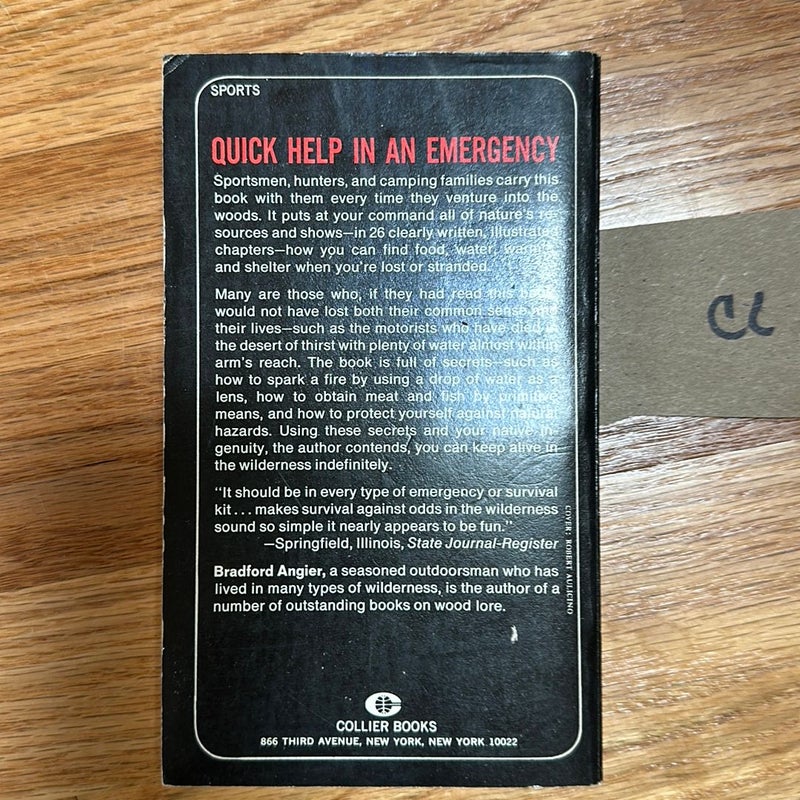 SPORTS
QUICK HELP IN AN EMERGENCY
Sportsmen, hunters, and camping families carry this
book with them every time they venture into the
woods. It puts at your command all of nature's re-
sources and shows—in 26 clearly written, illustrated
chapters—how you can find food, water, warmth
and shelter when you're lost or stranded.
Many are those who, if they had read this book,
would not have lost both their common sense and
their lives—such as the motorists who have died in
the desert of thirst with plenty of water almost within
arm's reach. The book is full of secrets—such as
how to spark a fire by using a drop of water as a
lens, how to obtain meat and fish by primitive
means, and how to protect yourself against natural
hazards. Using these secrets and your native in-
genuity, the author contends, you can keep alive in
the wilderness indefinitely.
"It should be in every type of emergency or survival
kit... makes survival against odds in the wilderness
sound so simple it nearly appears to be fun."
—Springfield, Illinois, State Journal-Register
Bradford Angier, a seasoned outdoorsman who has
lived in many types of wilderness, is the author of a
number of outstanding books on wood lore.
COVER: ROBERT AULICINO
COLLIER BOOKS
866 THIRD AVENUE, NEW YORK, NEW YORK 10022